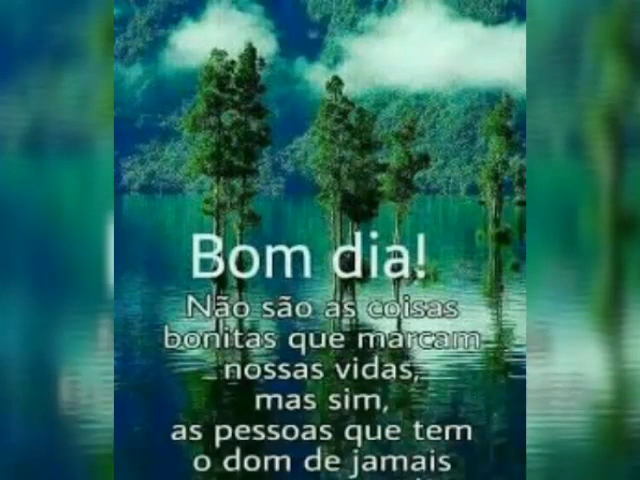 Bom dia!
Não são as coisas
bonitas que marcam
nossas vidas,
mas sim,
as pessoas que tem
o dom de jamais